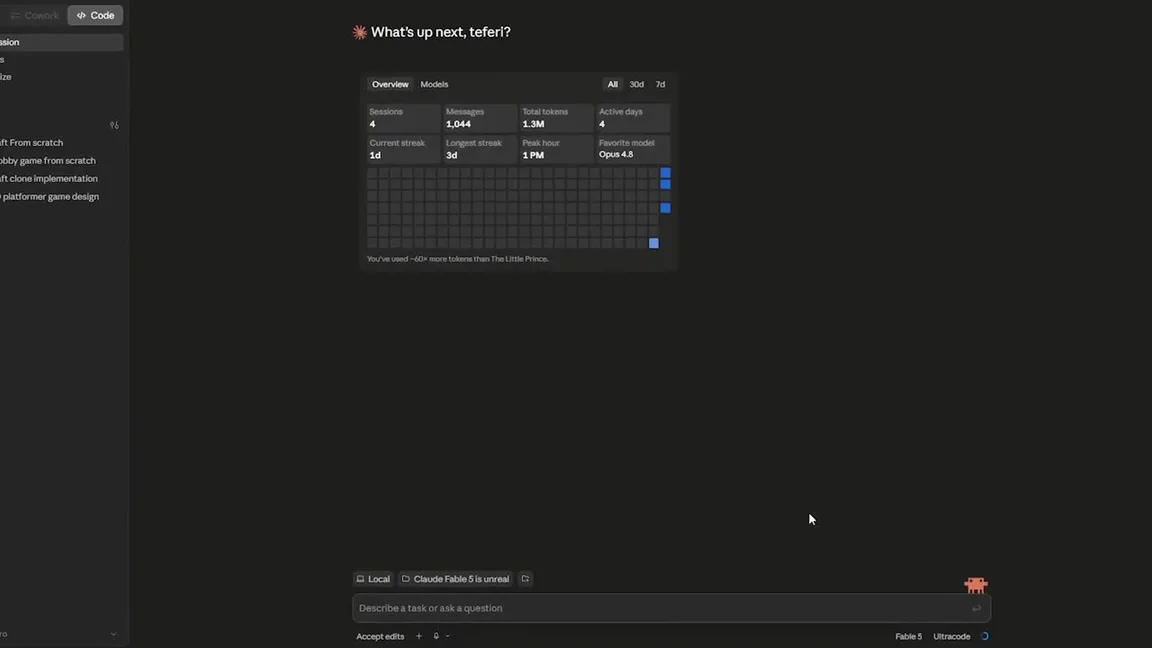 Cowork
Code
ssion
s
ize
ft From scratch
obby game from scratch
ft clone implementation
platformer game design
What's up next, teferi?
Overview Models All 30d 7d
Sessions Messages Total tokens Active days
4 1,044 1.3M 4
Current streak Longest streak Peak hour Favorite model
1d 3d 1 PM Opus 4.8
You've used ~60× more tokens than The Little Prince.
Local Claude Fable 5 is unreal
Describe a task or ask a question
ro
Accept edits Fable 5 Ultracode